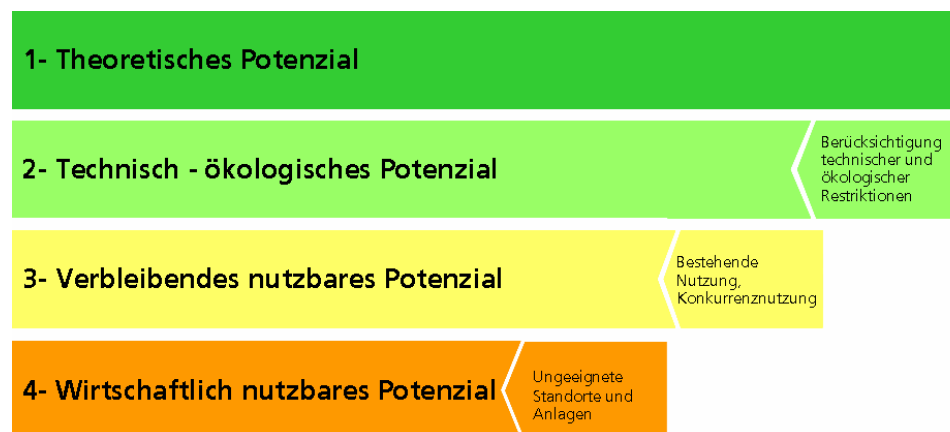 1- Theoretisches Potenzial
2- Technisch - ökologisches Potenzial
Berücksichtigung
technischer und
ökologischer
Restriktionen
3- Verbleibendes nutzbares Potenzial
Bestehende
Nutzung,
Konkurrenznutzung
4- Wirtschaftlich nutzbares Potenzial
Ungeeignete
Standorte und
Anlagen